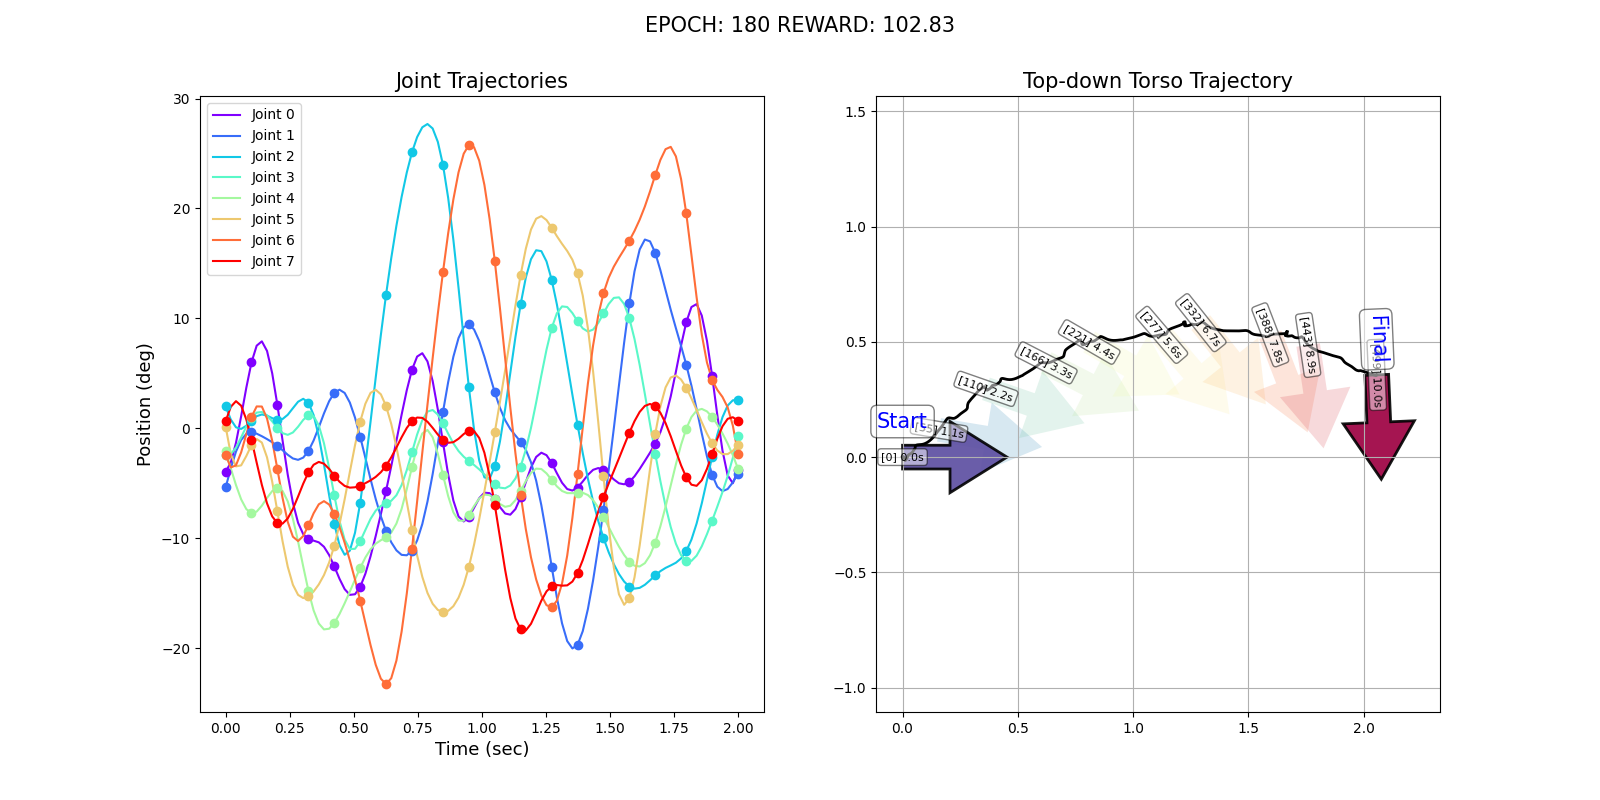 EPOCH: 180 REWARD: 102.83
Joint Trajectories
30
20
10
0
−10
−20
Position (deg)
Joint 0
Joint 1
Joint 2
Joint 3
Joint 4
Joint 5
Joint 6
Joint 7
0.00 0.25 0.50 0.75 1.00 1.25 1.50 1.75 2.00
Time (sec)
Top-down Torso Trajectory
1.5
1.0
0.5
0.0
−0.5
−1.0
0.0 0.5 1.0 1.5 2.0
Start
[0] 0.0s
1.1s
[110] 2.2s
[166] 3.3s
[221] 4.4s
[277] 5.6s
[332] 6.7s
[388] 7.8s
[443] 8.9s
10.0s
Final